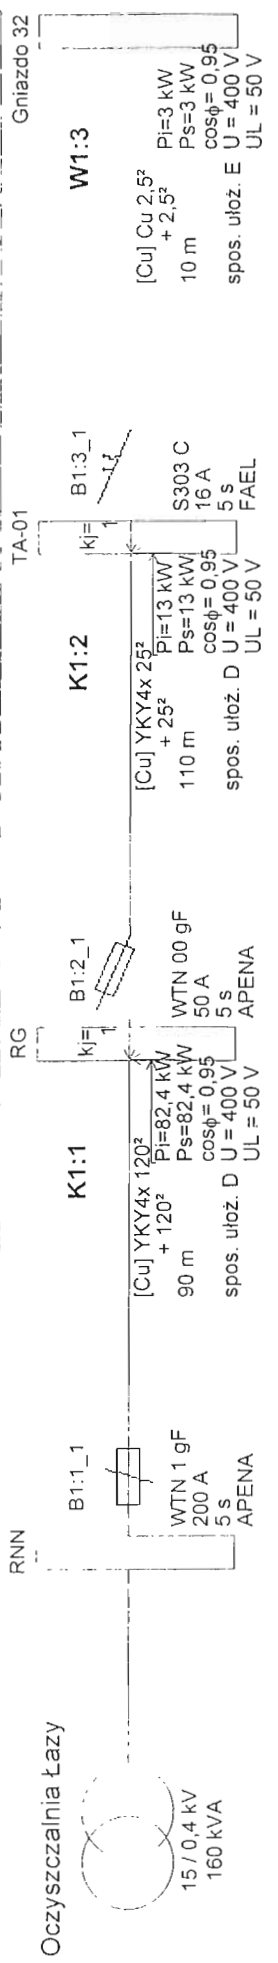 Oczyszczalnia Łazy
15 / 0,4 kV
160 kVA
RNN
B1:1_1
WTN 1 gF
200 A
5 s
APENA
K1:1
[Cu] YKY4x 120²
+ 120²
90 m
spos. ułoż. D
RG
kj=
1
Pi=82,4 kW
Ps=82,4 kW
cosϕ= 0,95
U = 400 V
UL = 50 V
B1:2_1
WTN 00 gF
50 A
5 s
APENA
K1:2
[Cu] YKY4x 25²
+ 25²
110 m
spos. ułoż. D
TA-01
kj=
1
Pi=13 kW
Ps=13 kW
cosϕ= 0,95
U = 400 V
UL = 50 V
B1:3_1
S303 C
16 A
5 s
FAEL
W1:3
[Cu] Cu 2,5²
+ 2,5²
10 m
spos. ułoż. E
Gniazdo 32
Pi=3 kW
Ps=3 kW
cosϕ= 0,95
U = 400 V
UL = 50 V